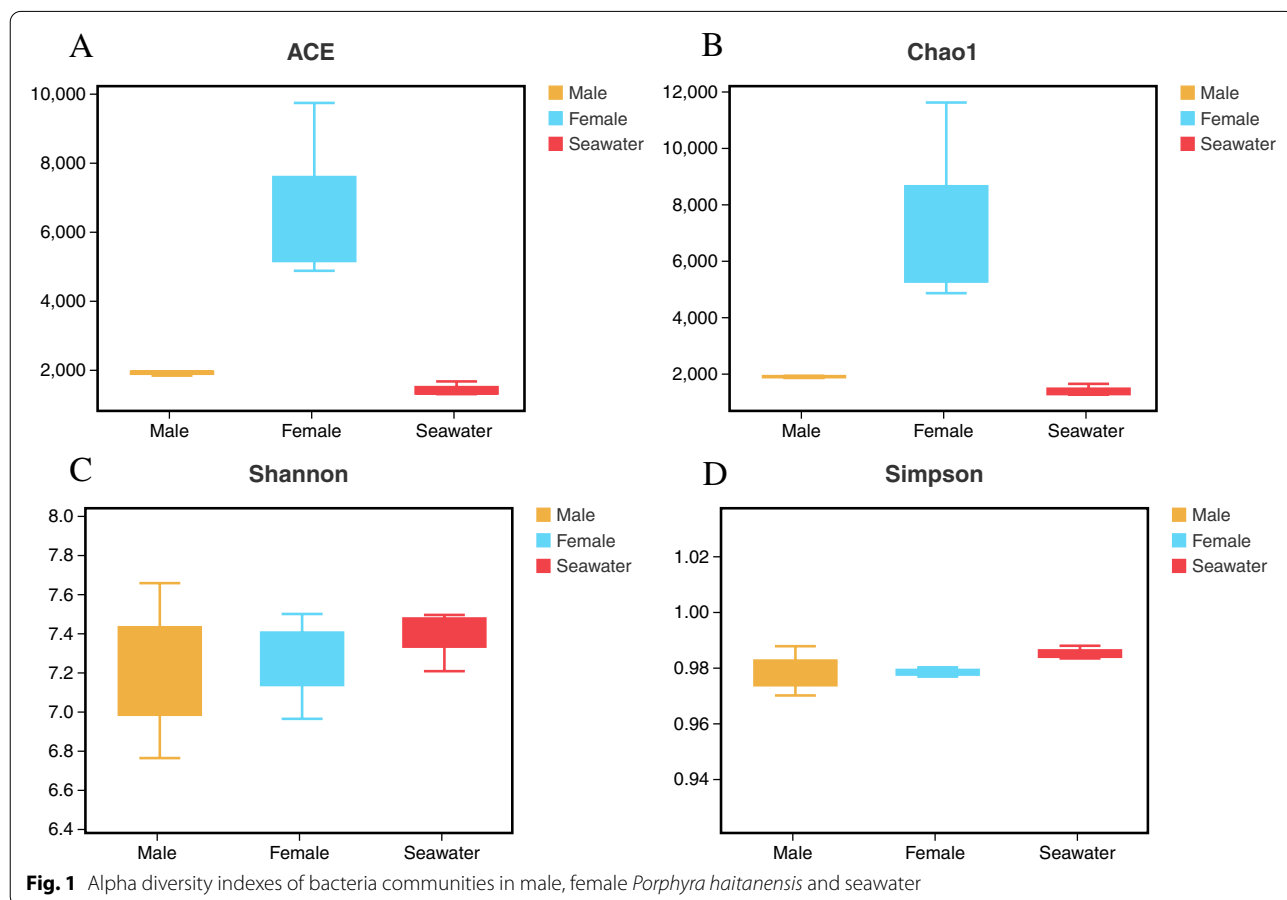 A
ACE
10,000
8,000
6,000
4,000
2,000
Male
Female
Seawater
Male
Female
Seawater
B
Chao1
12,000
10,000
8,000
6,000
4,000
2,000
Male
Female
Seawater
Male
Female
Seawater
C
Shannon
8.0
7.8
7.6
7.4
7.2
7.0
6.8
6.6
6.4
Male
Female
Seawater
Male
Female
Seawater
D
Simpson
1.02
1.00
0.98
0.96
0.94
Male
Female
Seawater
Male
Female
Seawater
Fig. 1 Alpha diversity indexes of bacteria communities in male, female Porphyra haitanensis and seawater